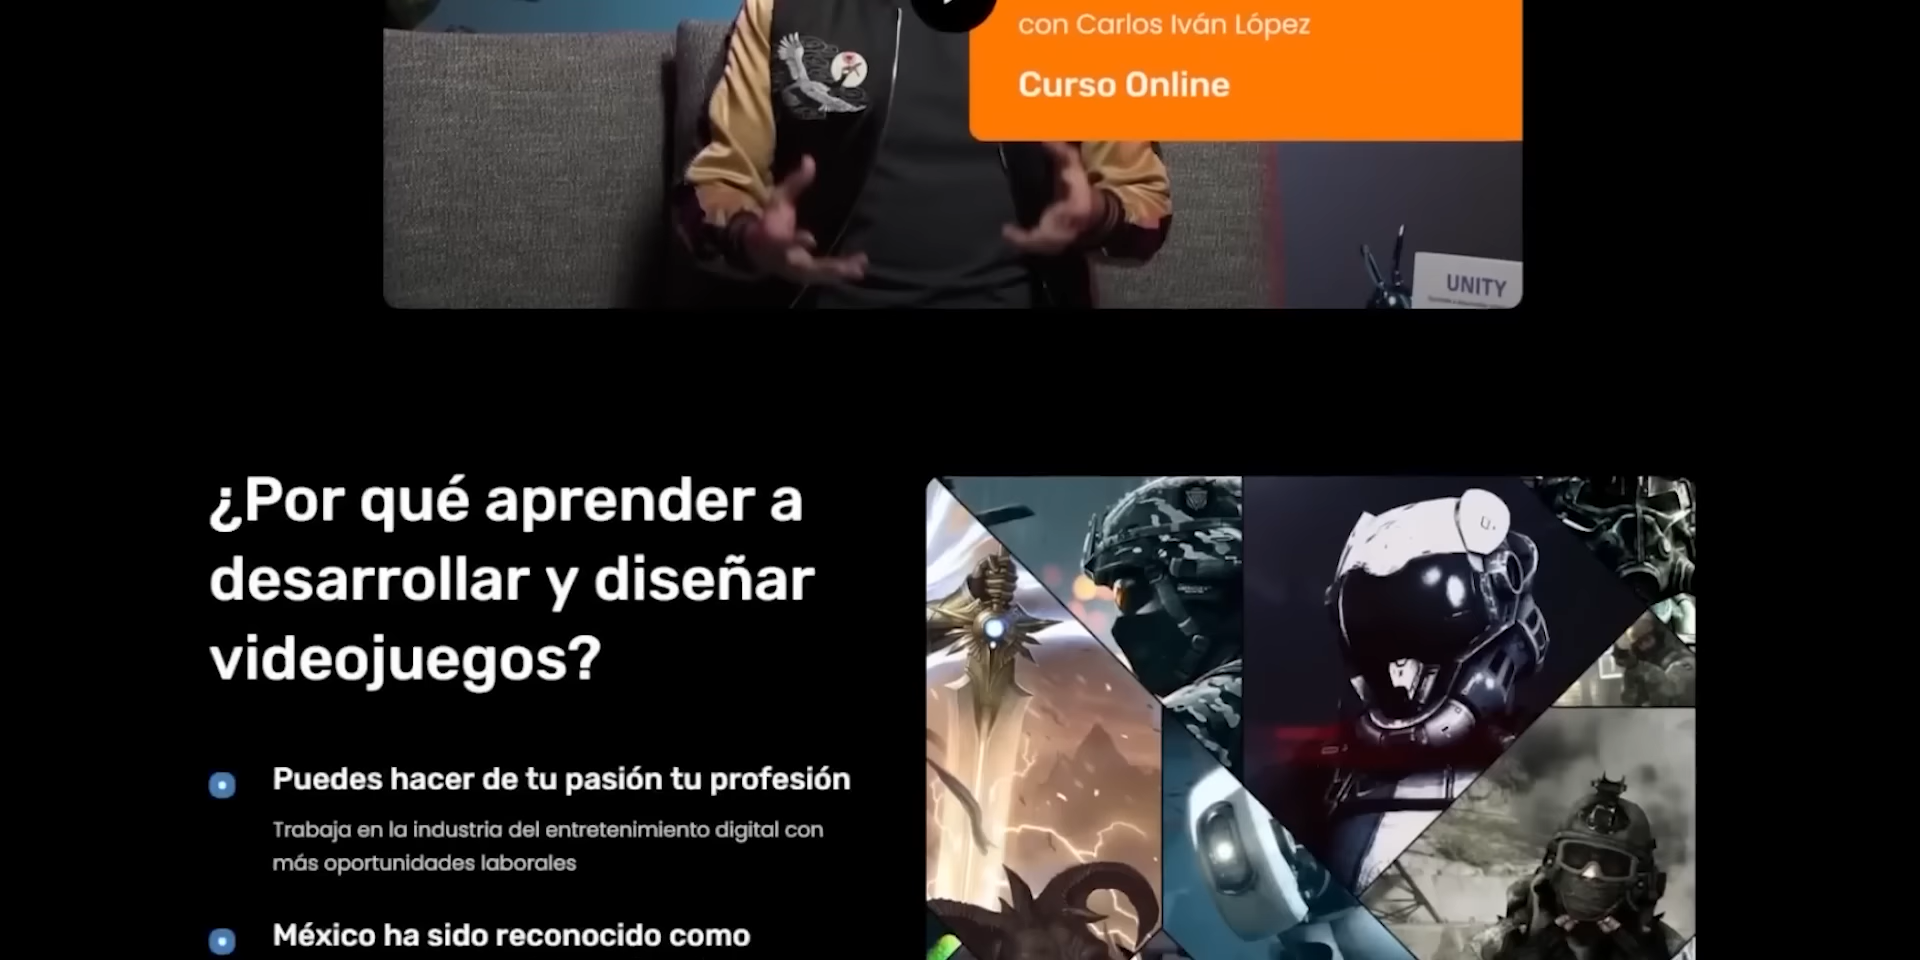 con Carlos Iván López
Curso Online
UNITY
¿Por qué aprender a
desarrollar y diseñar
videojuegos?
Puedes hacer de tu pasión tu profesión
Trabaja en la industria del entretenimiento digital con
más oportunidades laborales
México ha sido reconocido como